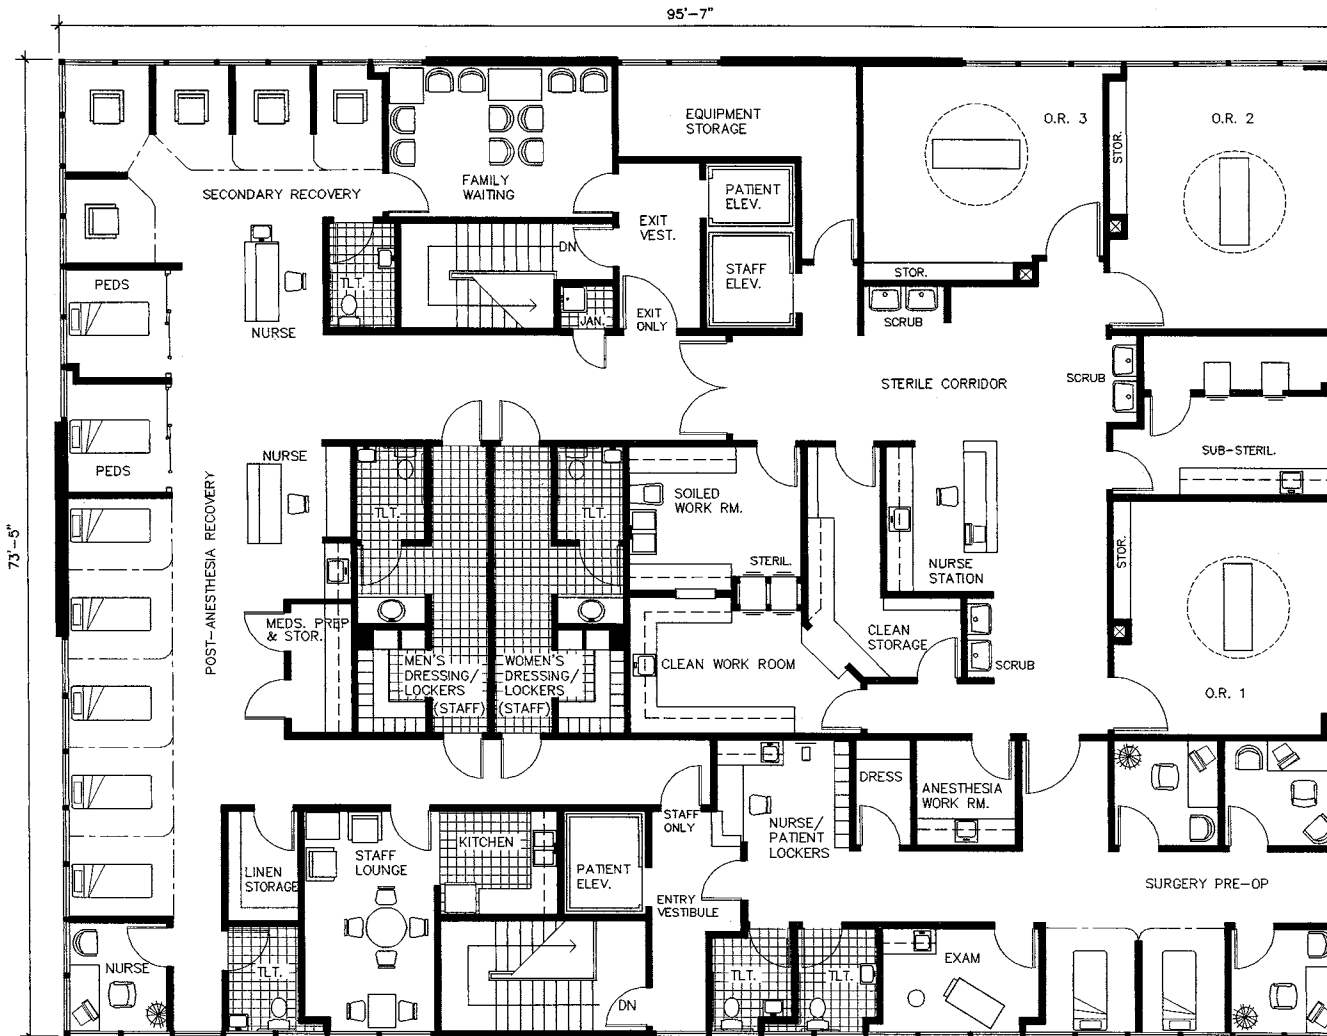 95'-7"
73'-5"
EQUIPMENT
STORAGE
O.R. 3
STOR.
O.R. 2
SECONDARY RECOVERY
FAMILY
WAITING
PATIENT
ELEV.
EXIT
VEST.
DN
STAFF
ELEV.
STOR.
PEDS
TLT.
NURSE
JAN.
EXIT
ONLY
SCRUB
SCRUB
STERILE CORRIDOR
PEDS
NURSE
POST-ANESTHESIA RECOVERY
TLT.
TLT.
SOILED
WORK RM.
SUB-STERIL.
STERIL.
NURSE
STATION
STOR.
MEDS. PREP
& STOR.
MEN'S
DRESSING/
LOCKERS
(STAFF)
WOMEN'S
DRESSING/
LOCKERS
(STAFF)
CLEAN WORK ROOM
CLEAN
STORAGE
SCRUB
O.R. 1
DRESS
ANESTHESIA
WORK RM.
STAFF
ONLY
NURSE/
PATIENT
LOCKERS
LINEN
STORAGE
STAFF
LOUNGE
KITCHEN
PATIENT
ELEV.
ENTRY
VESTIBULE
SURGERY PRE-OP
NURSE
TLT.
DN
TLT.
TLT.
EXAM